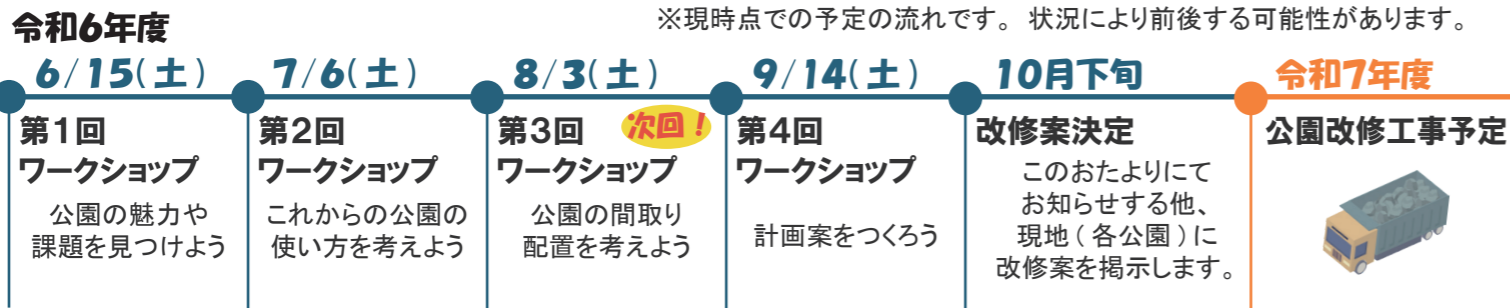 令和6年度
※現時点での予定の流れです。状況により前後する可能性があります。
6/15(土)
第1回
ワークショップ
公園の魅力や
課題を見つけよう
7/6(土)
第2回
ワークショップ
これからの公園の
使い方を考えよう
8/3(土)
第3回 次回！
ワークショップ
公園の間取り
配置を考えよう
9/14(土)
第4回
ワークショップ
計画案をつくろう
10月下旬
改修案決定
このおたよりにて
お知らせする他、
現地(各公園)に
改修案を掲示します。
令和7年度
公園改修工事予定